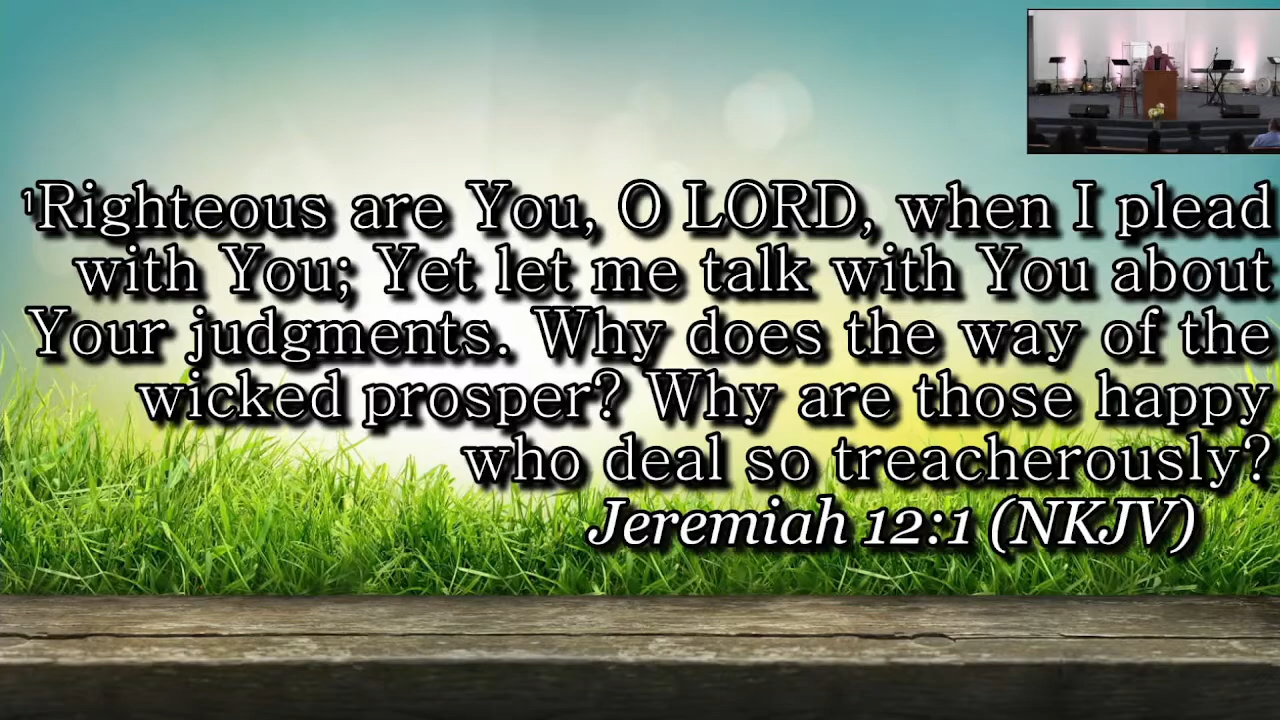 ¹Righteous are You, O LORD, when I plead
with You; Yet let me talk with You about
Your judgments. Why does the way of the
wicked prosper? Why are those happy
who deal so treacherously?
Jeremiah 12:1 (NKJV)